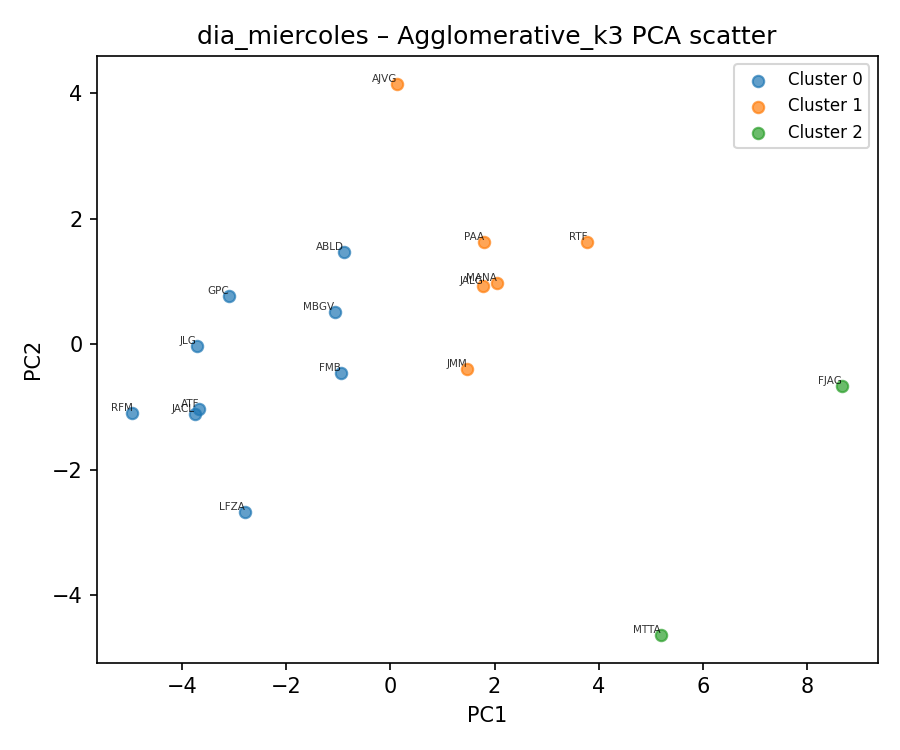 dia_miercoles – Agglomerative_k3 PCA scatter
Cluster 0
Cluster 1
Cluster 2
AJVG
PAA
RTF
ABLD
MANA
JALG
GPC
MBGV
JLG
JMM
FMB
FJAG
ATF
JACL
RFM
LFZA
MTTA
4
2
0
−2
−4
PC2
−4
−2
0
2
4
6
8
PC1